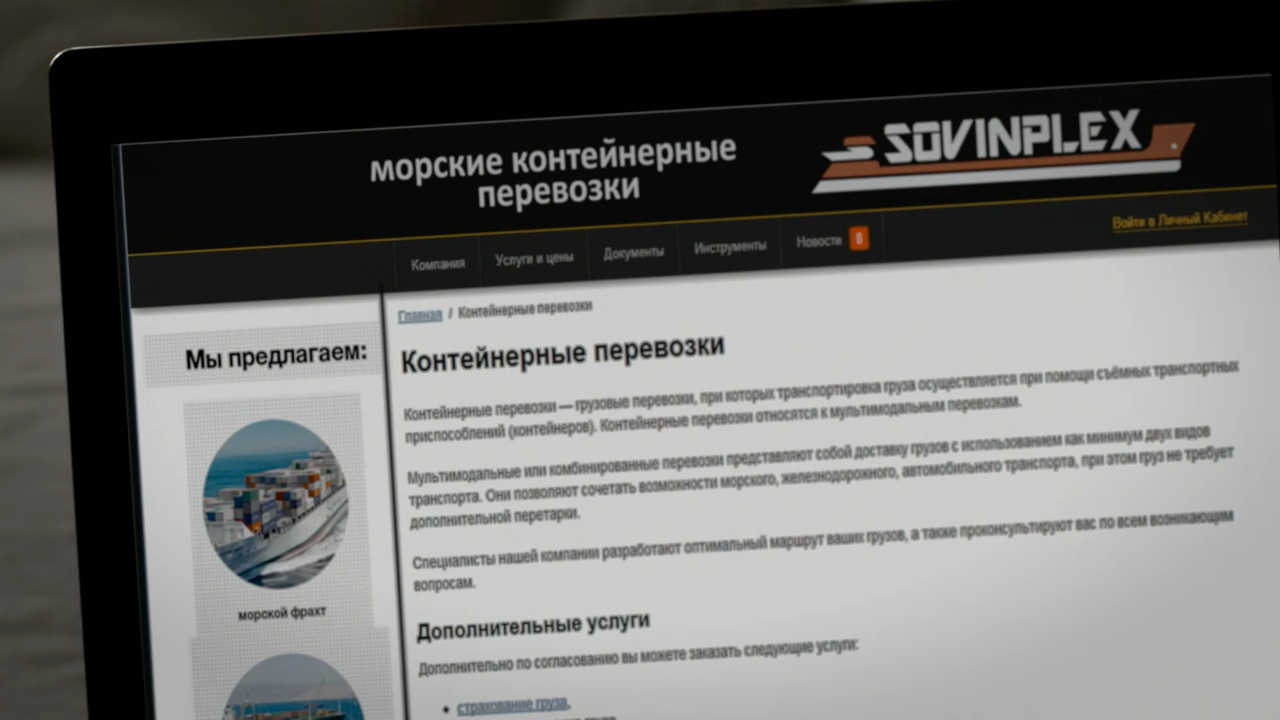 морские контейнерные
перевозки
SOVINPLEX
Компания
Услуги и цены
Документы
Инструменты
Новости
6
Войти в Личный Кабинет
Мы предлагаем:
морской фрахт
Главная / Контейнерные перевозки
Контейнерные перевозки
Контейнерные перевозки — грузовые перевозки, при которых транспортировка груза осуществляется при помощи съёмных транспортных
приспособлений (контейнеров). Контейнерные перевозки относятся к мультимодальным перевозкам.
Мультимодальные или комбинированные перевозки представляют собой доставку грузов с использованием как минимум двух видов
транспорта. Они позволяют сочетать возможности морского, железнодорожного, автомобильного транспорта, при этом груз не требует
дополнительной перетарки.
Специалисты нашей компании разработают оптимальный маршрут ваших грузов, а также проконсультируют вас по всем возникающим
вопросам.
Дополнительные услуги
Дополнительно по согласованию вы можете заказать следующие услуги:
• страхование груза,